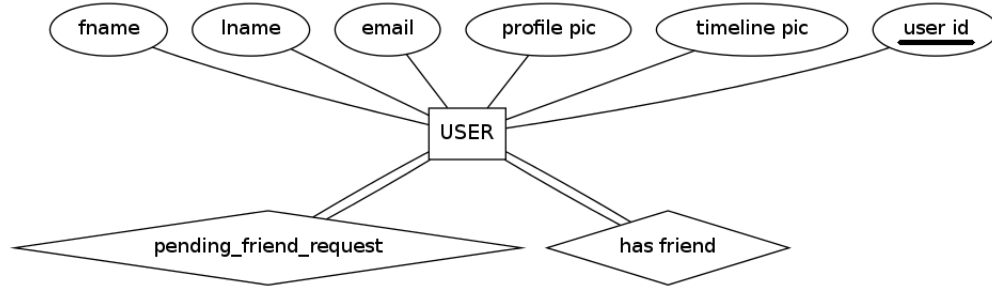 fname
lname
email
profile pic
timeline pic
user id
USER
pending_friend_request
has friend